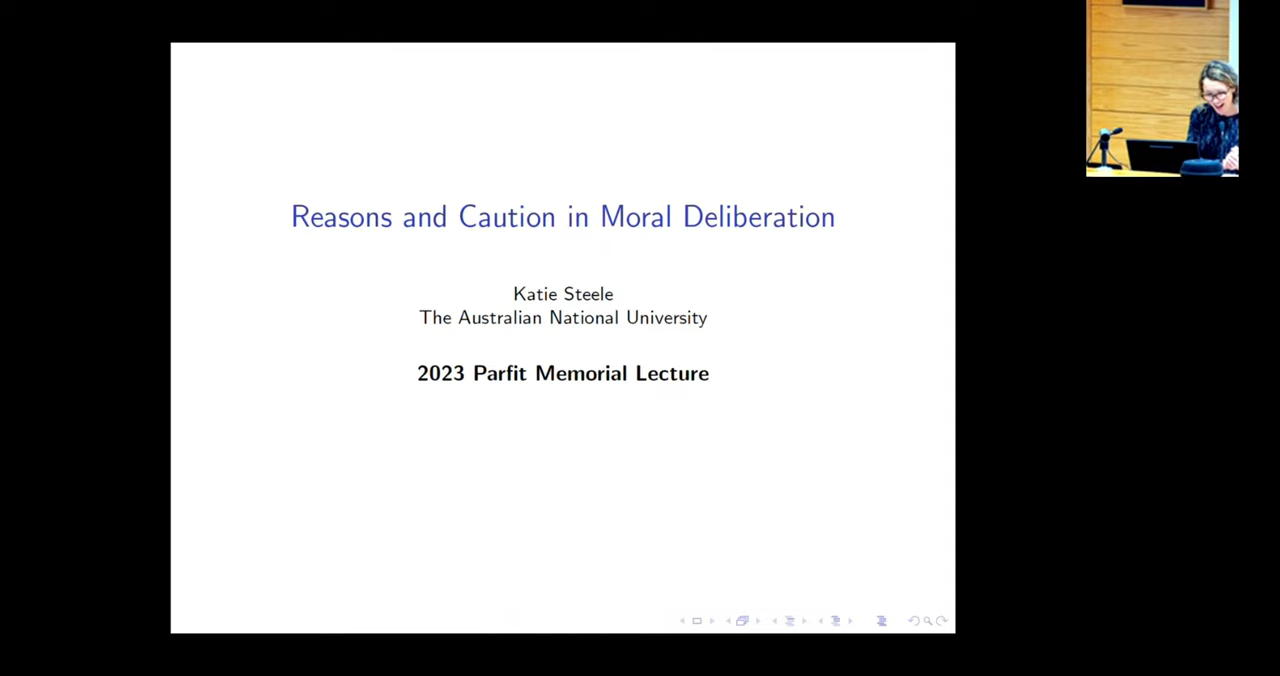 Reasons and Caution in Moral Deliberation
Katie Steele
The Australian National University
2023 Parfit Memorial Lecture